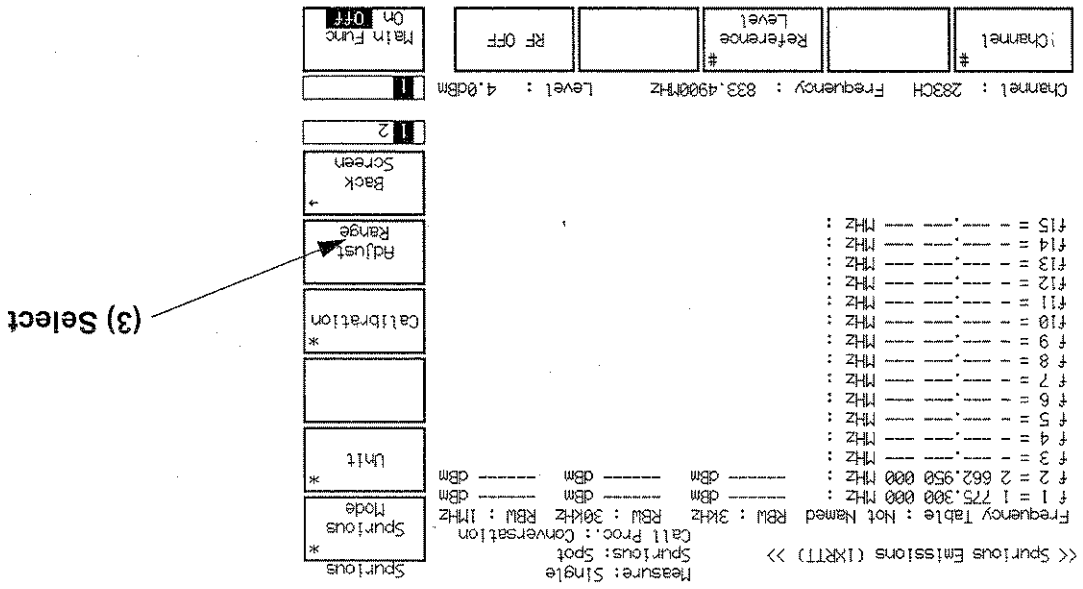 Measure: Single
<< Spurious Emissions (1XRTT) >>
Spurious: Spot
Call Proc.: Conversation
Frequency Table : Not Named RBW : 3kHz RBW : 30kHz RBW : 1MHz
f 1 = 1 775.300 000 MHz : ------ dBm ------ dBm ------ dBm
f 2 = 2 662.950 000 MHz : ------ dBm ------ dBm ------ dBm
f 3 = - ---.--- --- MHz :
f 4 = - ---.--- --- MHz :
f 5 = - ---.--- --- MHz :
f 6 = - ---.--- --- MHz :
f 7 = - ---.--- --- MHz :
f 8 = - ---.--- --- MHz :
f 9 = - ---.--- --- MHz :
f10 = - ---.--- --- MHz :
f11 = - ---.--- --- MHz :
f12 = - ---.--- --- MHz :
f13 = - ---.--- --- MHz :
f14 = - ---.--- --- MHz :
f15 = - ---.--- --- MHz :
Channel : 283CH Frequency : 833.4900MHz Level : 4.0dBm
#
!Channel
#
Reference
Level
RF OFF
Spurious
*
Spurious
Mode
*
Unit
*
Calibration
Adjust
Range
→
Back
Screen
1 2
1
Main Func
On Off
(3) Select